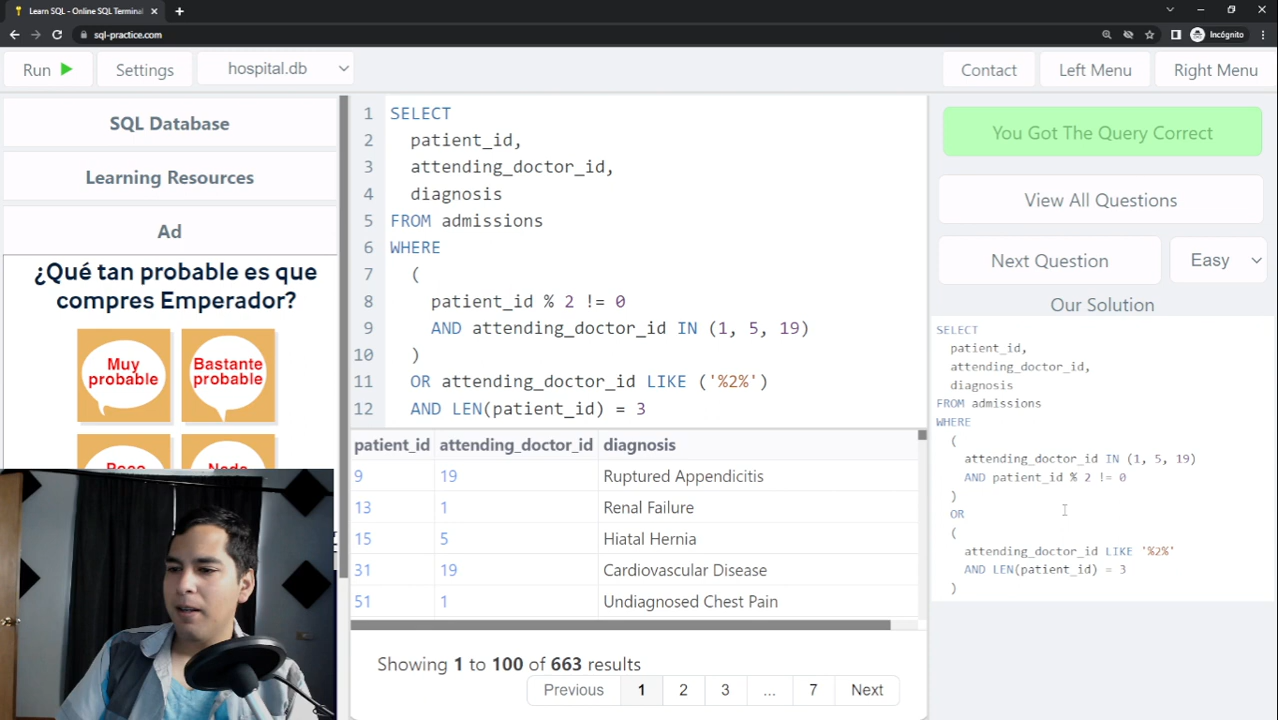 Learn SQL - Online SQL Terminal
sql-practice.com
Incógnito
Run
Settings
hospital.db
Contact
Left Menu
Right Menu
SQL Database
Learning Resources
Ad
¿Qué tan probable es que
compres Emperador?
Muy
probable
Bastante
probable
1 SELECT
2 patient_id,
3 attending_doctor_id,
4 diagnosis
5 FROM admissions
6 WHERE
7 (
8 patient_id % 2 != 0
9 AND attending_doctor_id IN (1, 5, 19)
10 )
11 OR attending_doctor_id LIKE ('%2%')
12 AND LEN(patient_id) = 3
patient_id attending_doctor_id diagnosis
9 19 Ruptured Appendicitis
13 1 Renal Failure
15 5 Hiatal Hernia
31 19 Cardiovascular Disease
51 1 Undiagnosed Chest Pain
Showing 1 to 100 of 663 results
Previous 1 2 3 ... 7 Next
You Got The Query Correct
View All Questions
Next Question
Easy
Our Solution
SELECT
patient_id,
attending_doctor_id,
diagnosis
FROM admissions
WHERE
(
attending_doctor_id IN (1, 5, 19)
AND patient_id % 2 != 0
)
OR
(
attending_doctor_id LIKE '%2%'
AND LEN(patient_id) = 3
)